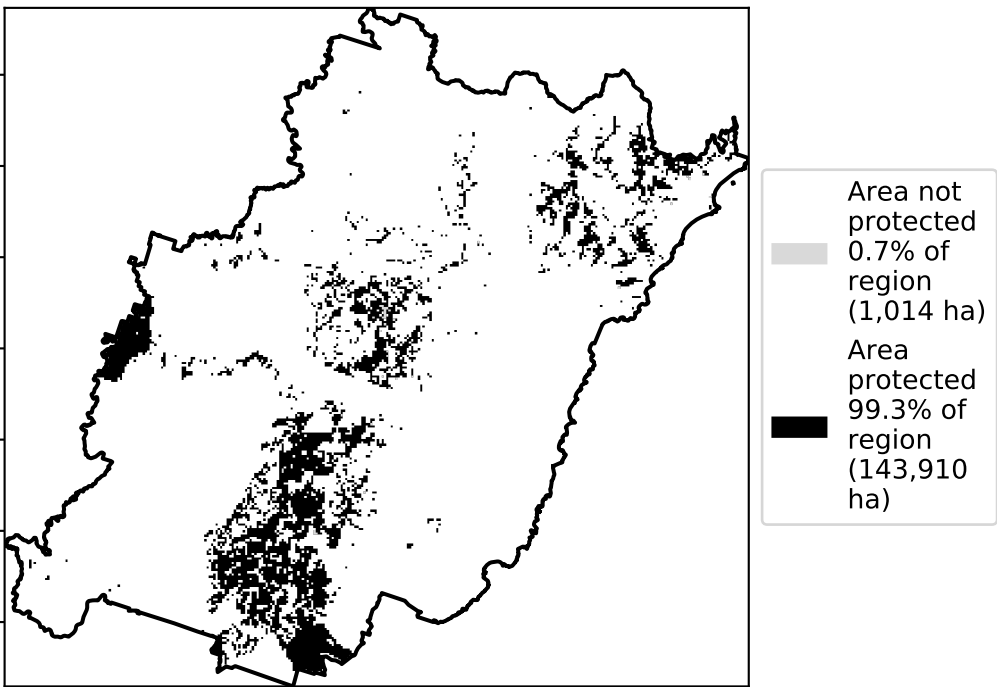 Area not
protected
0.7% of
region
(1,014 ha)
Area
protected
99.3% of
region
(143,910
ha)